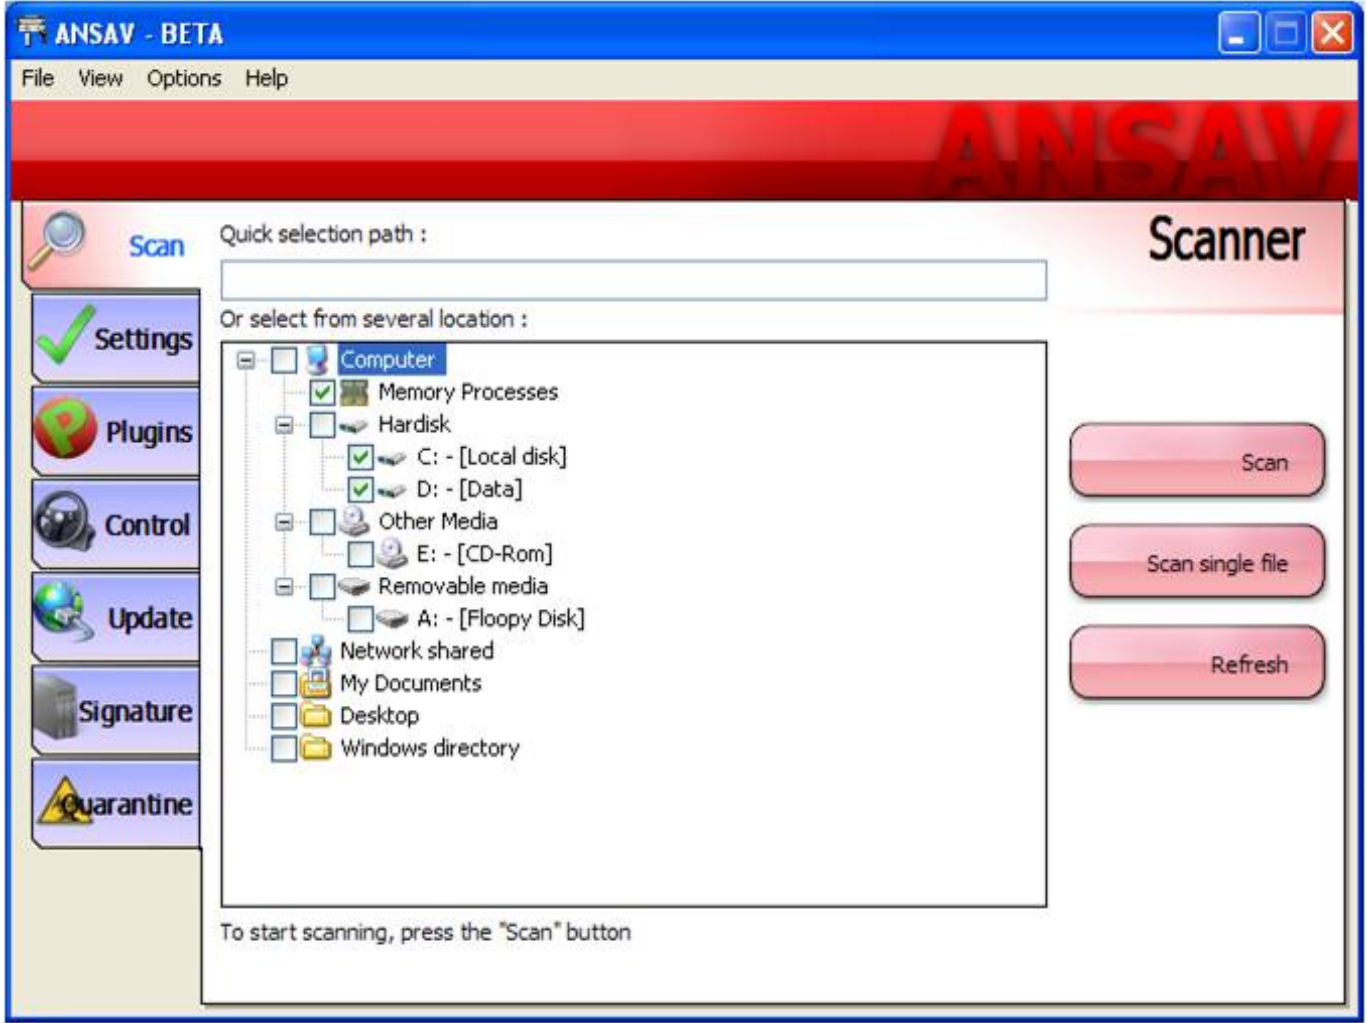 ANSAV - BETA
File View Options Help
ANSAV
Scan
Quick selection path :
Scanner
Or select from several location :
Settings
Computer
Memory Processes
Plugins
Hardisk
C: - [Local disk]
Scan
D: - [Data]
Control
Other Media
E: - [CD-Rom]
Scan single file
Removable media
Update
A: - [Floopy Disk]
Network shared
Refresh
My Documents
Signature
Desktop
Windows directory
Quarantine
To start scanning, press the "Scan" button